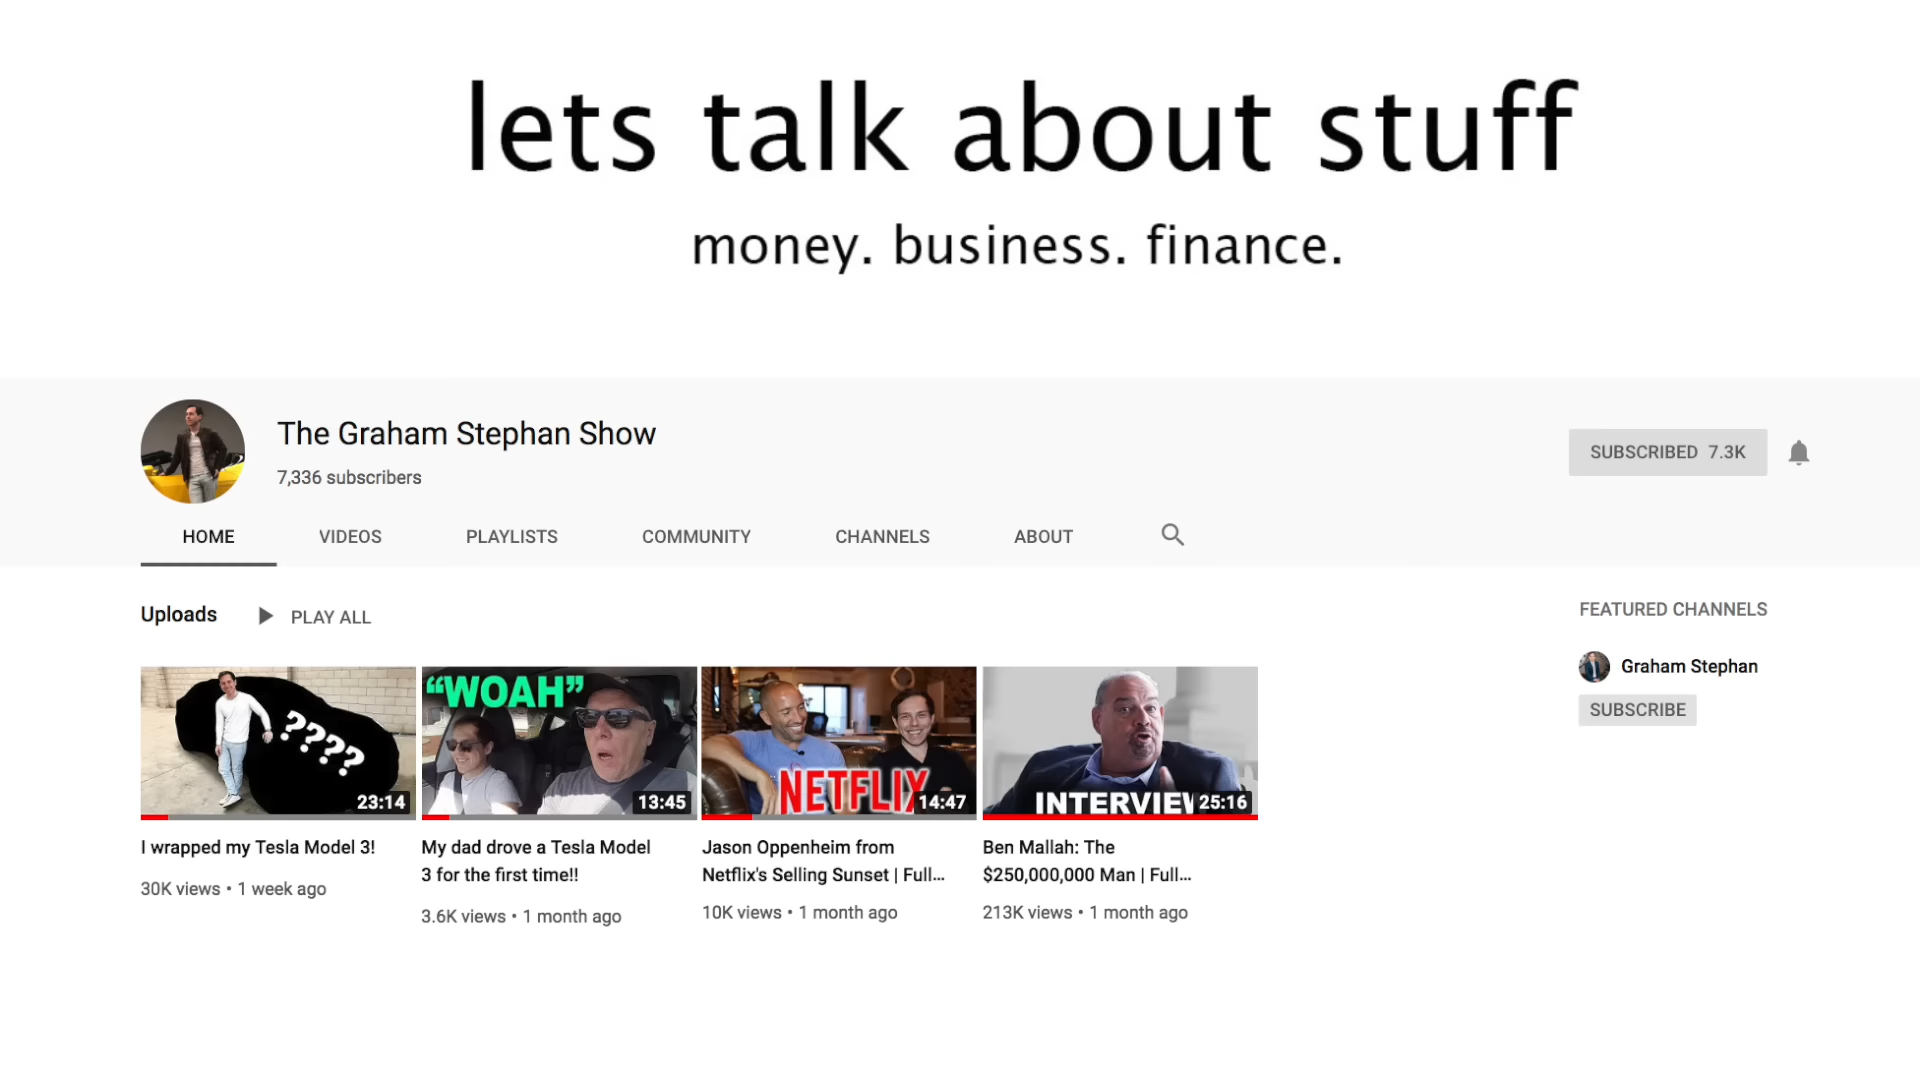 lets talk about stuff
money. business. finance.
The Graham Stephan Show
7,336 subscribers
SUBSCRIBED 7.3K
HOME VIDEOS PLAYLISTS COMMUNITY CHANNELS ABOUT
Uploads PLAY ALL
FEATURED CHANNELS
Graham Stephan
SUBSCRIBE
????
23:14
I wrapped my Tesla Model 3!
30K views • 1 week ago
“WOAH”
13:45
My dad drove a Tesla Model
3 for the first time!!
3.6K views • 1 month ago
NETFLIX
14:47
Jason Oppenheim from
Netflix's Selling Sunset | Full...
10K views • 1 month ago
INTERVIEW
25:16
Ben Mallah: The
$250,000,000 Man | Full...
213K views • 1 month ago